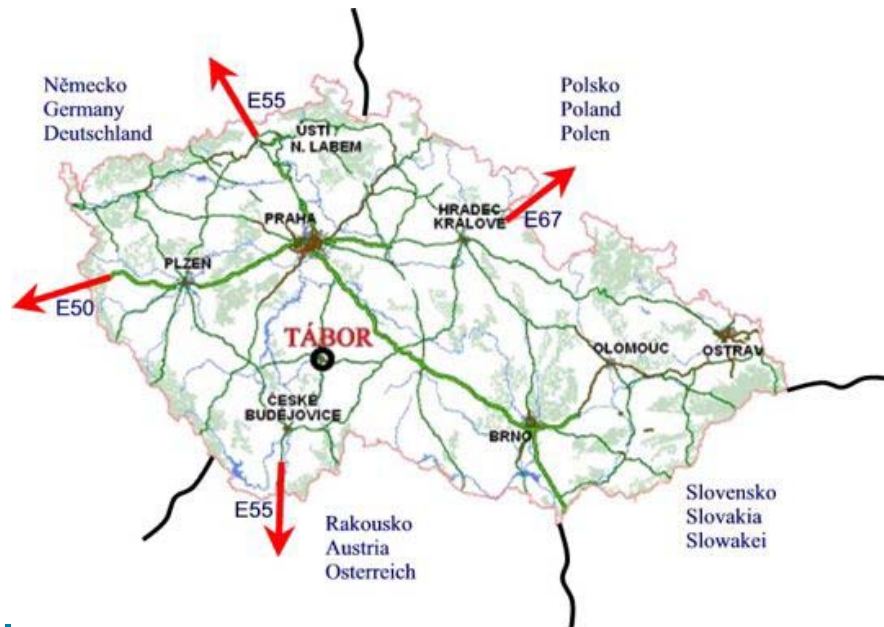 Německo
Germany
Deutschland
E55
Polsko
Poland
Polen
ÚSTÍ
N. LABEM
PRAHA
HRADEC
KRÁLOVÉ
E67
PLZEŇ
E50
TÁBOR
OLOMOUC
OSTRAV
ČESKÉ
BUDĚJOVICE
BRNO
E55
Rakousko
Austria
Osterreich
Slovensko
Slovakia
Slowakei